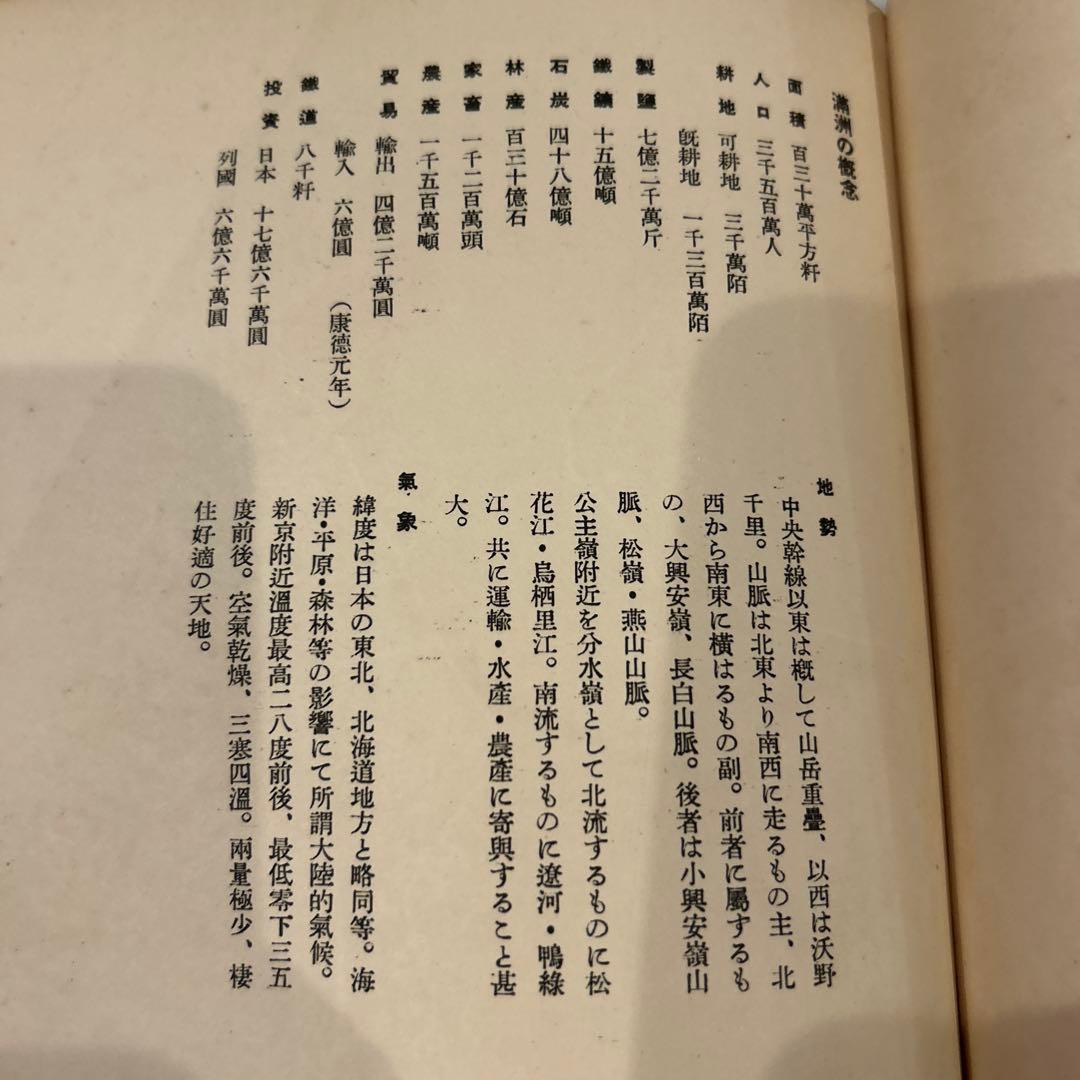 滿洲の槪念
面積 百三十萬平方粁
人口 三千五百萬人
耕地 可耕地 三千萬陌
旣耕地 一千三百萬陌
製鹽 七億二千萬斤
鐵鑛 十五億噸
石炭 四十八億噸
林產 百三十億石
家畜 一千二百萬頭
農產 一千五百萬噸
貿易 輸出 四億二千萬圓
輸入 六億圓 (康德元年)
鐵道 八千粁
投資 日本 十七億六千萬圓
列國 六億六千萬圓
地勢
中央幹線以東は槪して山岳重疊、以西は沃野
千里。山脈は北東より南西に走るもの主、北
西から南東に橫はるもの副。前者に屬するも
の、大興安嶺、長白山脈。後者は小興安嶺山
脈、松嶺・燕山山脈。
公主嶺附近を分水嶺として北流するものに松
花江・烏栖里江。南流するものに遼河・鴨綠
江。共に運輸・水產・農產に寄與すること甚
大。
氣象
緯度は日本の東北、北海道地方と略同等。海
洋・平原・森林等の影響にて所謂大陸的氣候。
新京附近溫度最高二八度前後、最低零下三五
度前後。空氣乾燥、三寒四溫。兩量極少、棲
住好適の天地。